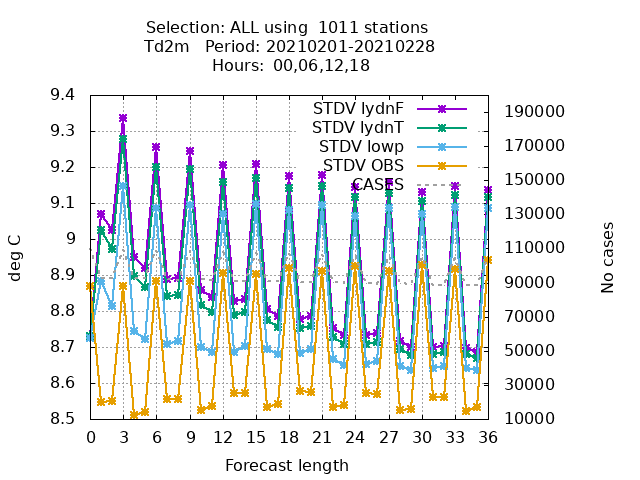 Selection: ALL using  1011 stations
Td2m   Period: 20210201-20210228
Hours:  00,06,12,18
STDV lydnF
STDV lydnT
STDV lowp
STDV OBS
CASES
deg C
9.4
9.3
9.2
9.1
9
8.9
8.8
8.7
8.6
8.5
190000
170000
150000
130000
110000
90000
70000
50000
30000
10000
No cases
0 3 6 9 12 15 18 21 24 27 30 33 36
Forecast length